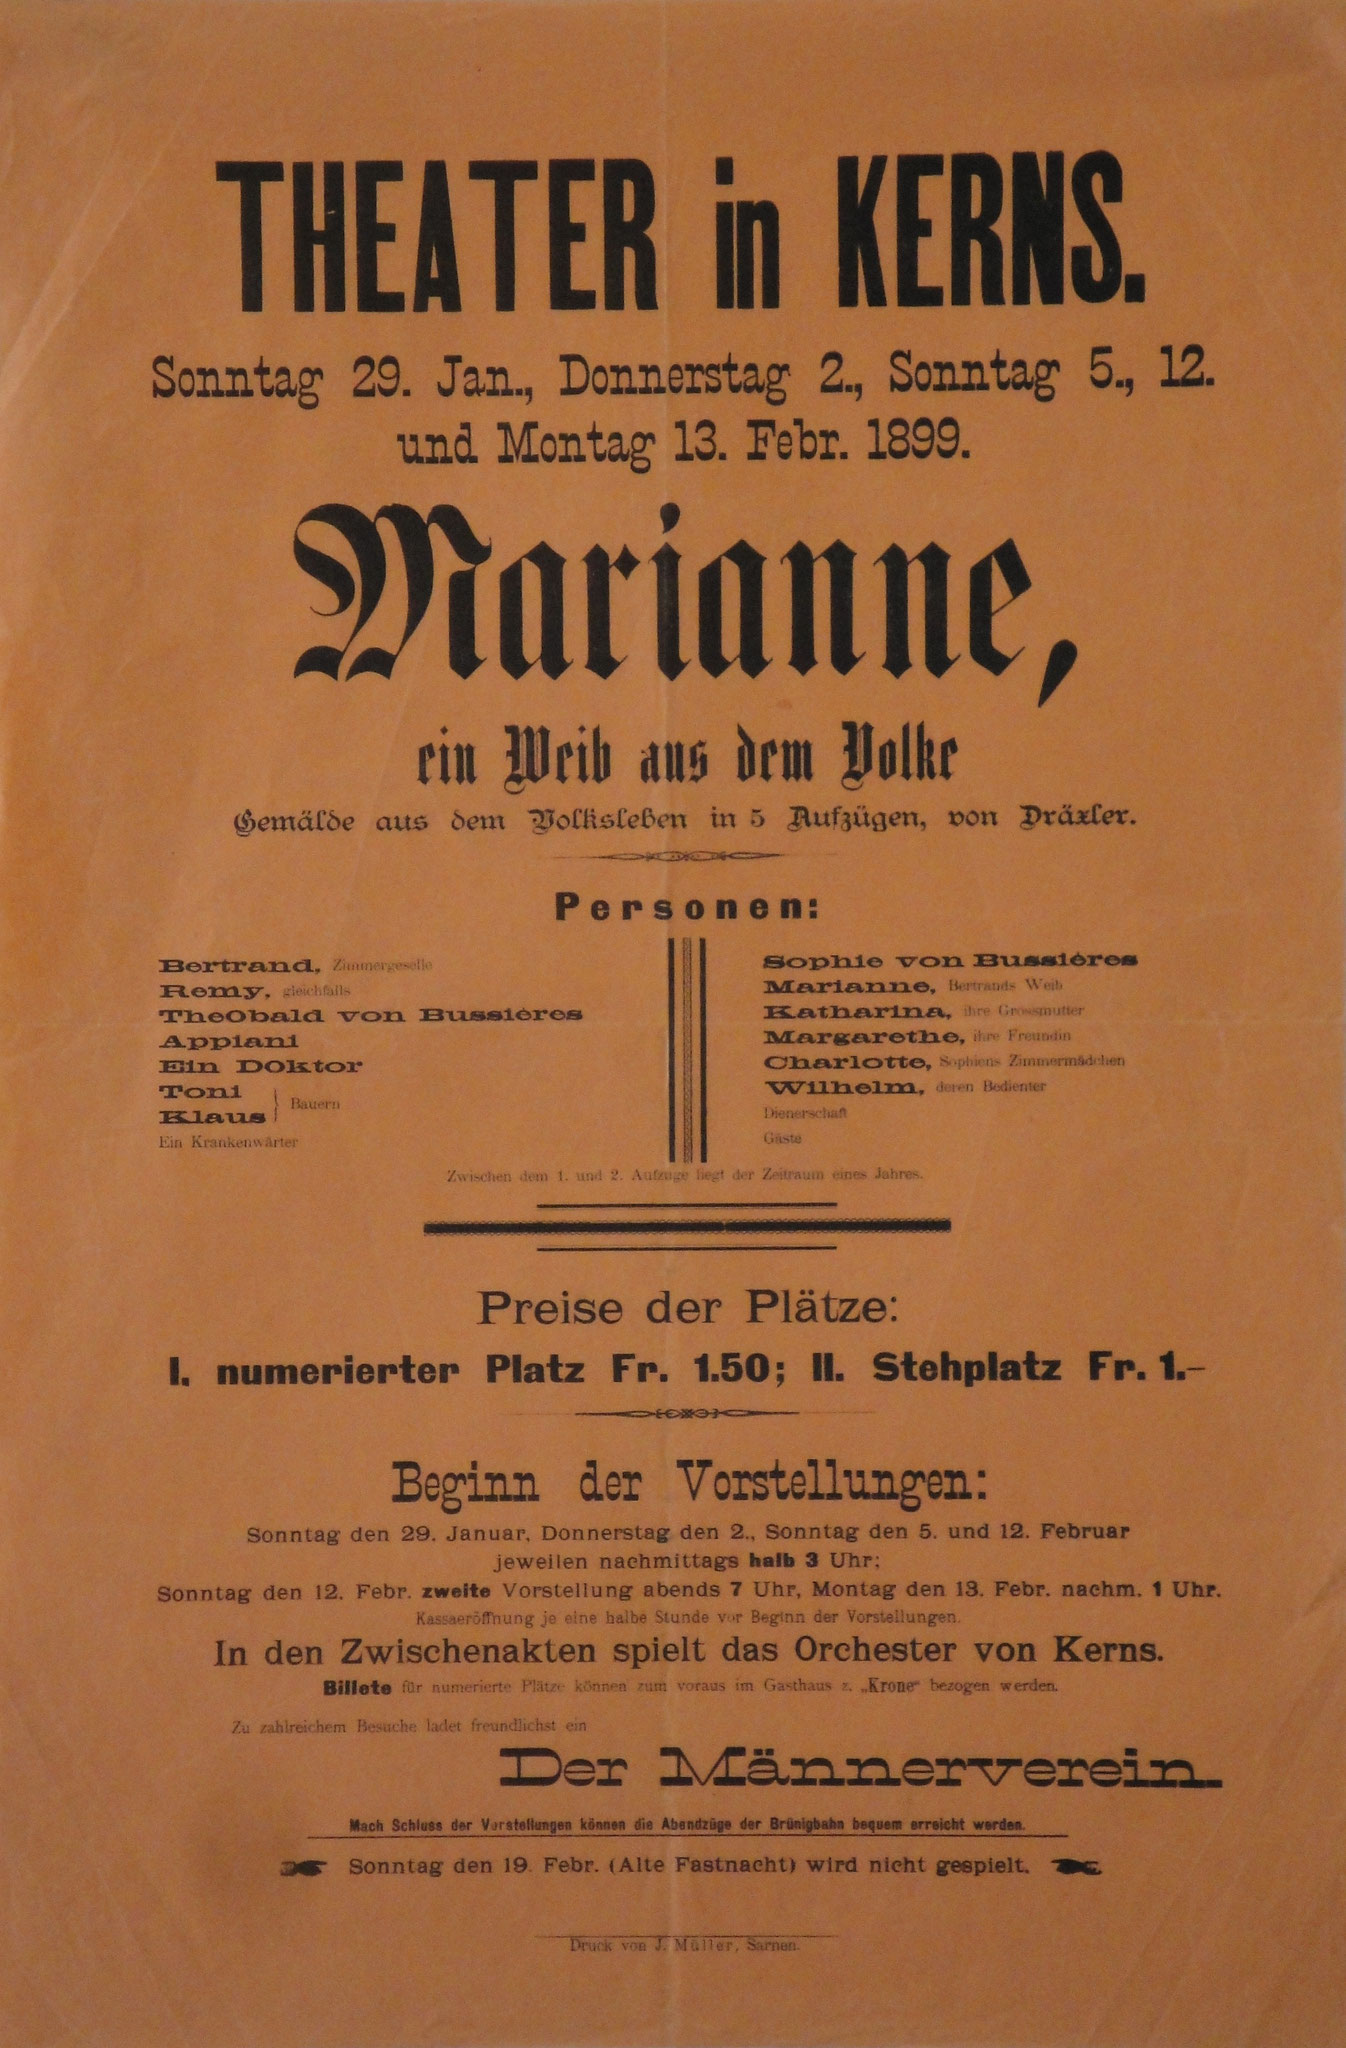 THEATER in KERNS.
Sonntag 29. Jan., Donnerstag 2., Sonntag 5., 12.
und Montag 13. Febr. 1899.
Marianne,
ein Weib aus dem Volke
Gemälde aus dem Volksleben in 5 Aufzügen, von Dräxler.
Personen:
Bertrand, Zimmergeselle
Remy, gleichfalls
TheObald von Bussières
Appiani
Ein Doktor
Toni
Klaus } Bauern
Ein Krankenwärter
Sophie von Bussières
Marianne, Bertrands Weib
Katharina, ihre Grossmutter
Margarethe, ihre Freundin
Charlotte, Sophiens Zimmermädchen
Wilhelm, deren Bedienter
Dienerschaft
Gäste
Zwischen dem 1. und 2. Aufzuge liegt der Zeitraum eines Jahres.
Preise der Plätze:
I. numerierter Platz Fr. 1.50; II. Stehplatz Fr. 1.–
Beginn der Vorstellungen:
Sonntag den 29. Januar, Donnerstag den 2., Sonntag den 5. und 12. Februar
jeweilen nachmittags halb 3 Uhr;
Sonntag den 12. Febr. zweite Vorstellung abends 7 Uhr, Montag den 13. Febr. nachm. 1 Uhr.
Kassaeröffnung je eine halbe Stunde vor Beginn der Vorstellungen.
In den Zwischenakten spielt das Orchester von Kerns.
Billete für numerierte Plätze können zum voraus im Gasthaus z. „Krone“ bezogen werden.
Zu zahlreichem Besuche ladet freundlichst ein
Der Männerverein.
Mach Schluss der Vorstellungen können die Abendzüge der Brünigbahn bequem erreicht werden.
Sonntag den 19. Febr. (Alte Fastnacht) wird nicht gespielt.
Druck von J. Müller, Sarnen.